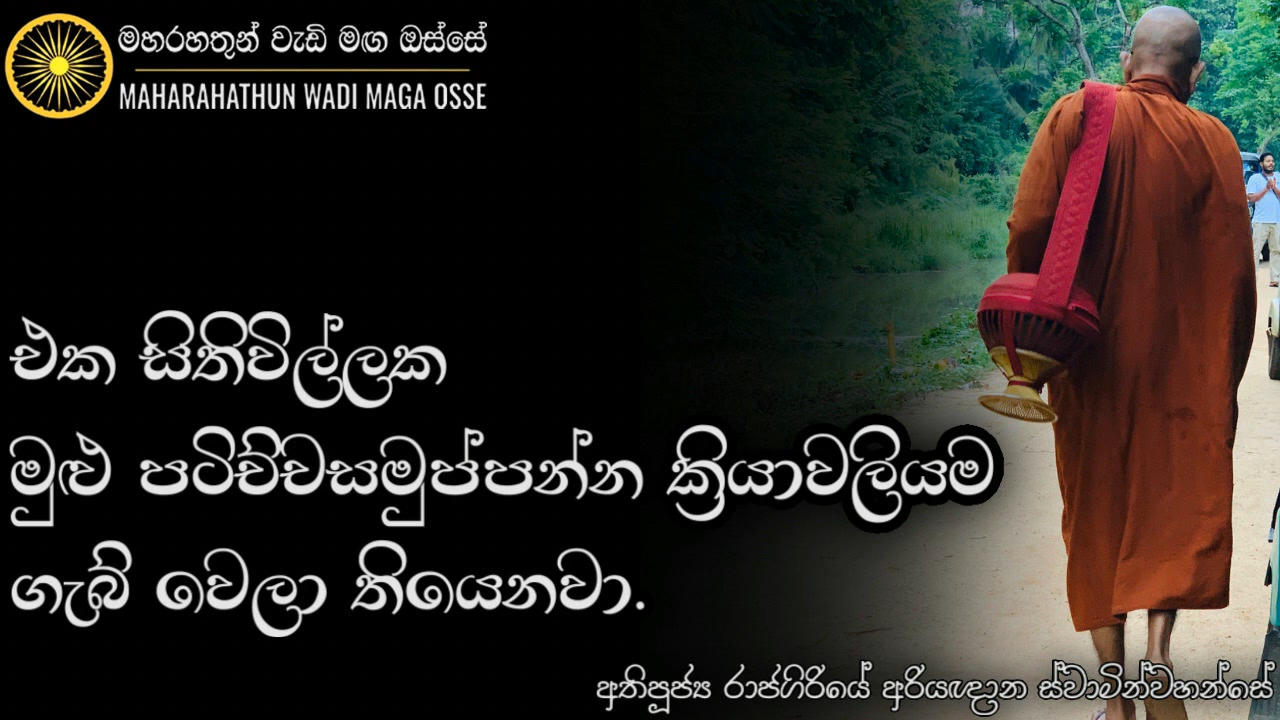 මහරහතුන් වැඩි මඟ ඔස්සේ
MAHARAHATHUN WADI MAGA OSSE
එක සිතිවිල්ලක
මුළු පටිච්චසමුප්පන්න ක්‍රියාවලියම
ගැබ් වෙලා තියෙනවා.
අතිපූජ්‍ය රාජගිරියේ අරියඤාන ස්වාමින්වහන්සේ